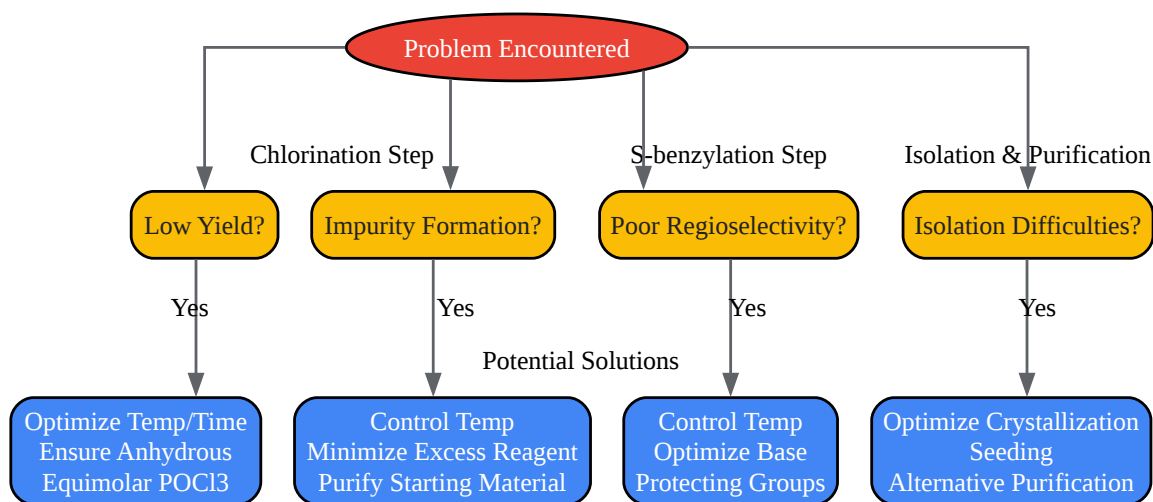 Problem Encountered
Chlorination Step
S-benzylation Step
Isolation & Purification
Low Yield?
Impurity Formation?
Poor Regioselectivity?
Isolation Difficulties?
Yes
Yes
Yes
Yes
Potential Solutions
Optimize Temp/Time
Ensure Anhydrous
Equimolar POCl3
Control Temp
Minimize Excess Reagent
Purify Starting Material
Control Temp
Optimize Base
Protecting Groups
Optimize Crystallization
Seeding
Alternative Purification